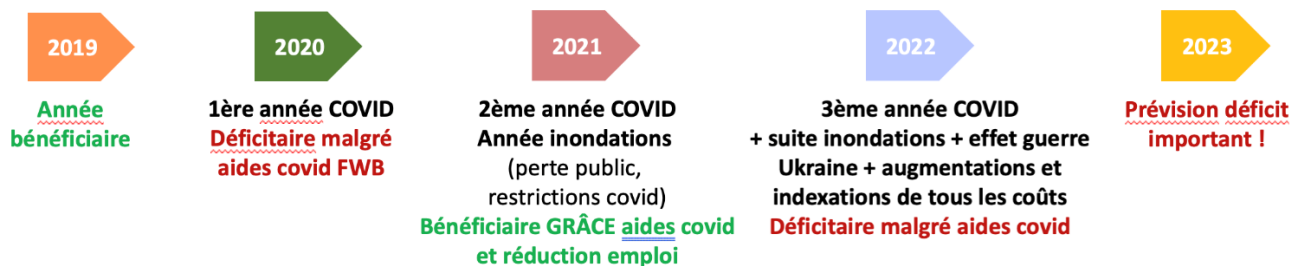 2019
Année
bénéficiaire
2020
1ère année COVID
Déficitaire malgré
aides covid FWB
2021
2ème année COVID
Année inondations
(perte public,
restrictions covid)
Bénéficiaire GRÂCE aides covid
et réduction emploi
2022
3ème année COVID
+ suite inondations + effet guerre
Ukraine + augmentations et
indexations de tous les coûts
Déficitaire malgré aides covid
2023
Prévision déficit
important !